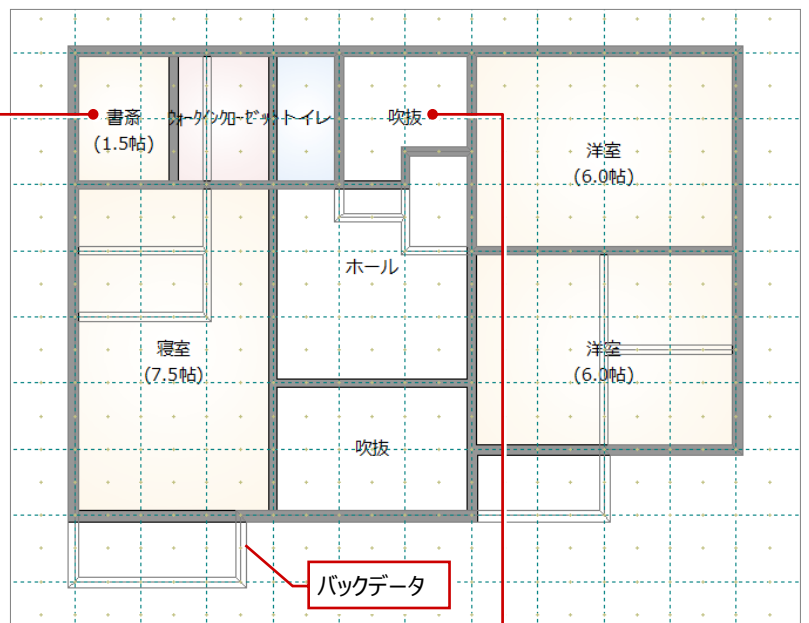 書斎
(1.5帖)
ｳｫｰｸｲﾝｸﾛｰｾﾞｯﾄ
トイレ
吹抜
洋室
(6.0帖)
ホール
寝室
(7.5帖)
洋室
(6.0帖)
吹抜
バックデータ